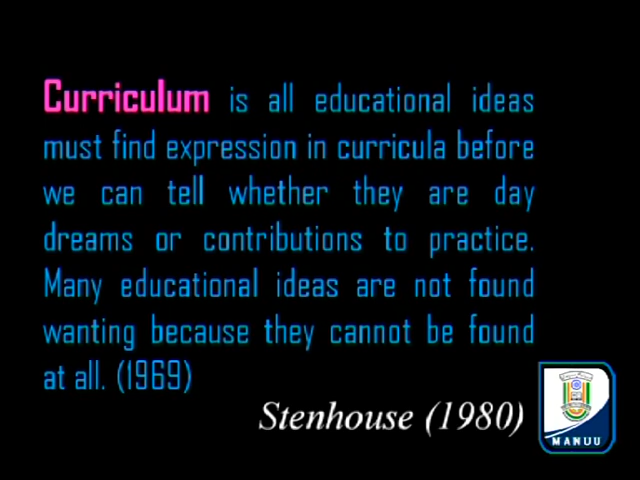 Curriculum is all educational ideas
must find expression in curricula before
we can tell whether they are day
dreams or contributions to practice.
Many educational ideas are not found
wanting because they cannot be found
at all. (1969)
Stenhouse (1980)
MANUU